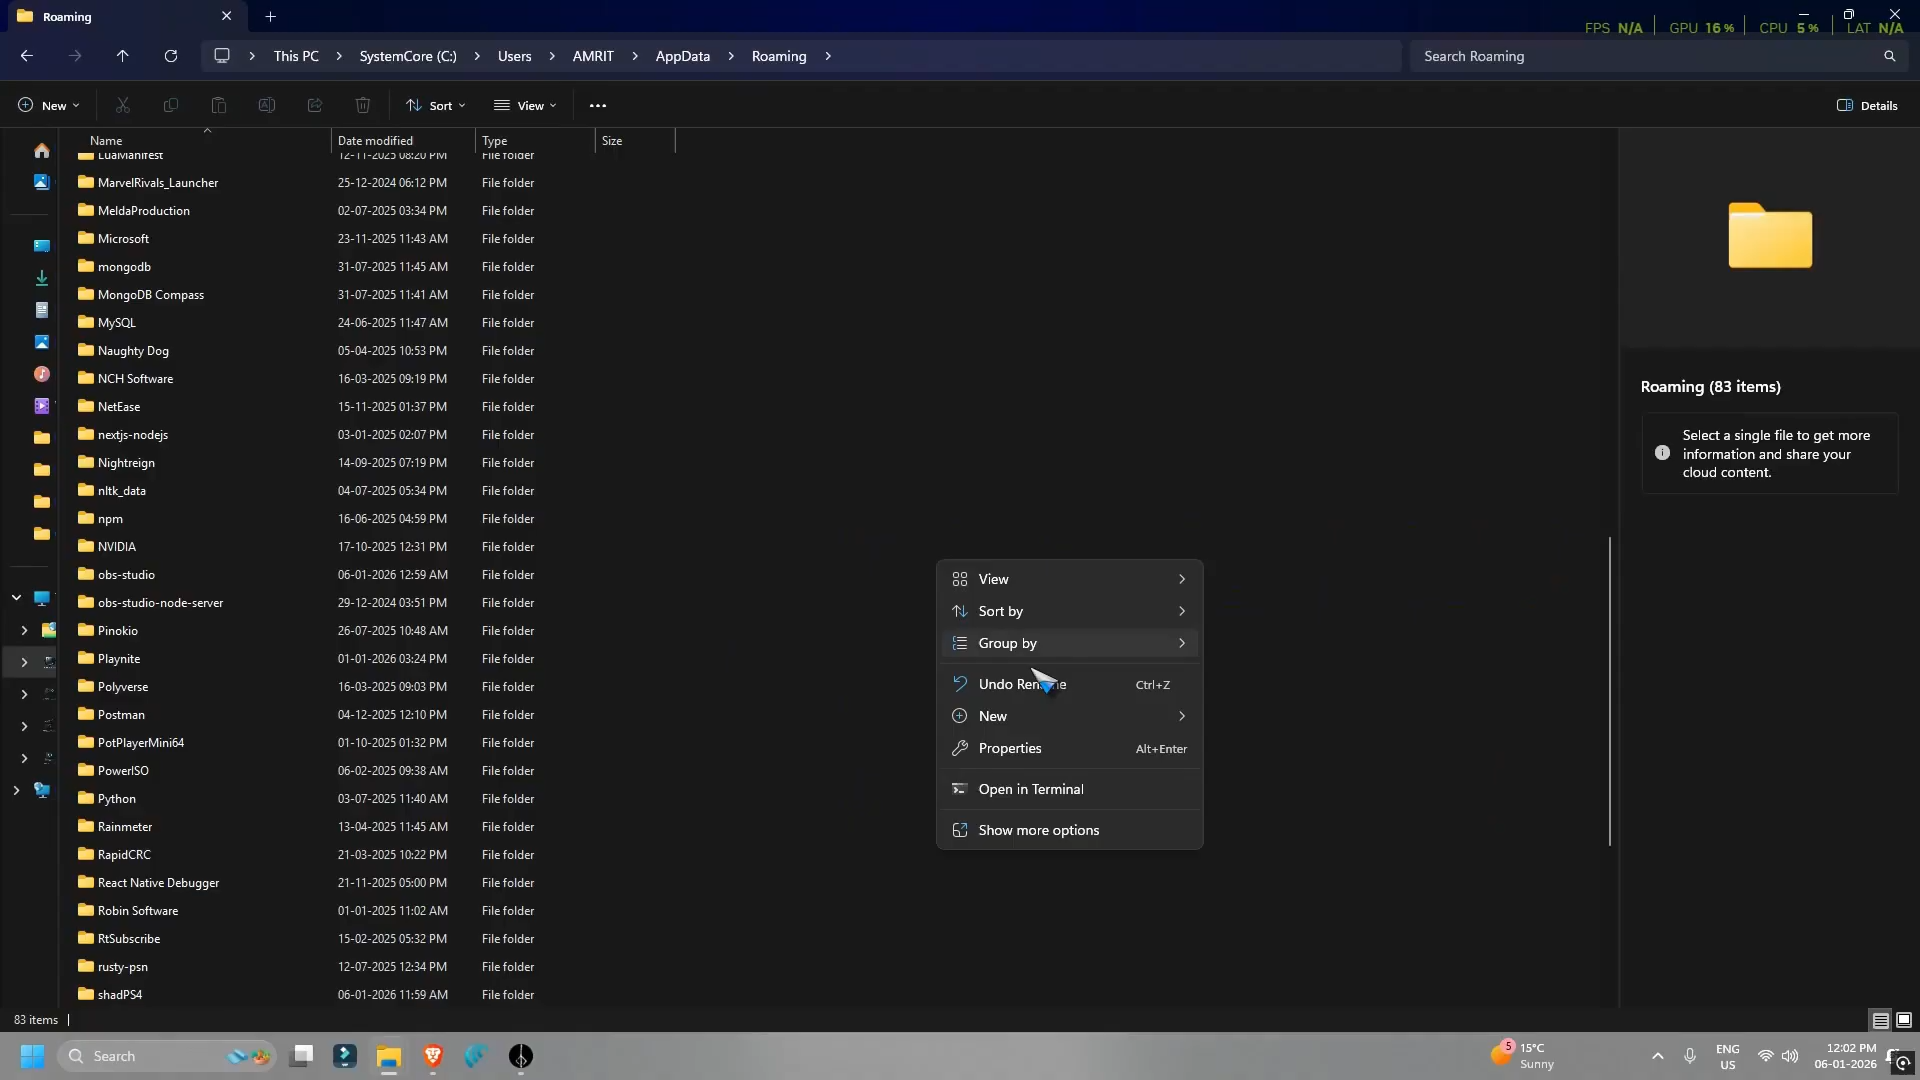 Roaming
FPS N/A GPU 16% CPU 5% LAT N/A
This PC > SystemCore (C:) > Users > AMRIT > AppData > Roaming >
Search Roaming
New
Sort
View
Details
Name Date modified Type Size
LuaManifest 12-11-2025 08:20 PM File folder
MarvelRivals_Launcher 25-12-2024 06:12 PM File folder
MeldaProduction 02-07-2025 03:34 PM File folder
Microsoft 23-11-2025 11:43 AM File folder
mongodb 31-07-2025 11:45 AM File folder
MongoDB Compass 31-07-2025 11:41 AM File folder
MySQL 24-06-2025 11:47 AM File folder
Naughty Dog 05-04-2025 10:53 PM File folder
NCH Software 16-03-2025 09:19 PM File folder
NetEase 15-11-2025 01:37 PM File folder
nextjs-nodejs 03-01-2025 02:07 PM File folder
Nightreign 14-09-2025 07:19 PM File folder
nltk_data 04-07-2025 05:34 PM File folder
npm 16-06-2025 04:59 PM File folder
NVIDIA 17-10-2025 12:31 PM File folder
obs-studio 06-01-2026 12:59 AM File folder
obs-studio-node-server 29-12-2024 03:51 PM File folder
Pinokio 26-07-2025 10:48 AM File folder
Playnite 01-01-2026 03:24 PM File folder
Polyverse 16-03-2025 09:03 PM File folder
Postman 04-12-2025 12:10 PM File folder
PotPlayerMini64 01-10-2025 01:32 PM File folder
PowerISO 06-02-2025 09:38 AM File folder
Python 03-07-2025 11:40 AM File folder
Rainmeter 13-04-2025 11:45 AM File folder
RapidCRC 21-03-2025 10:22 PM File folder
React Native Debugger 21-11-2025 05:00 PM File folder
Robin Software 01-01-2025 11:02 AM File folder
RtSubscribe 15-02-2025 05:32 PM File folder
rusty-psn 12-07-2025 12:34 PM File folder
shadPS4 06-01-2026 11:59 AM File folder
View
Sort by
Group by
Undo Rename Ctrl+Z
New
Properties Alt+Enter
Open in Terminal
Show more options
Roaming (83 items)
Select a single file to get more
information and share your
cloud content.
83 items
Search
5
15°C
Sunny
ENG
US
12:02 PM
06-01-2026